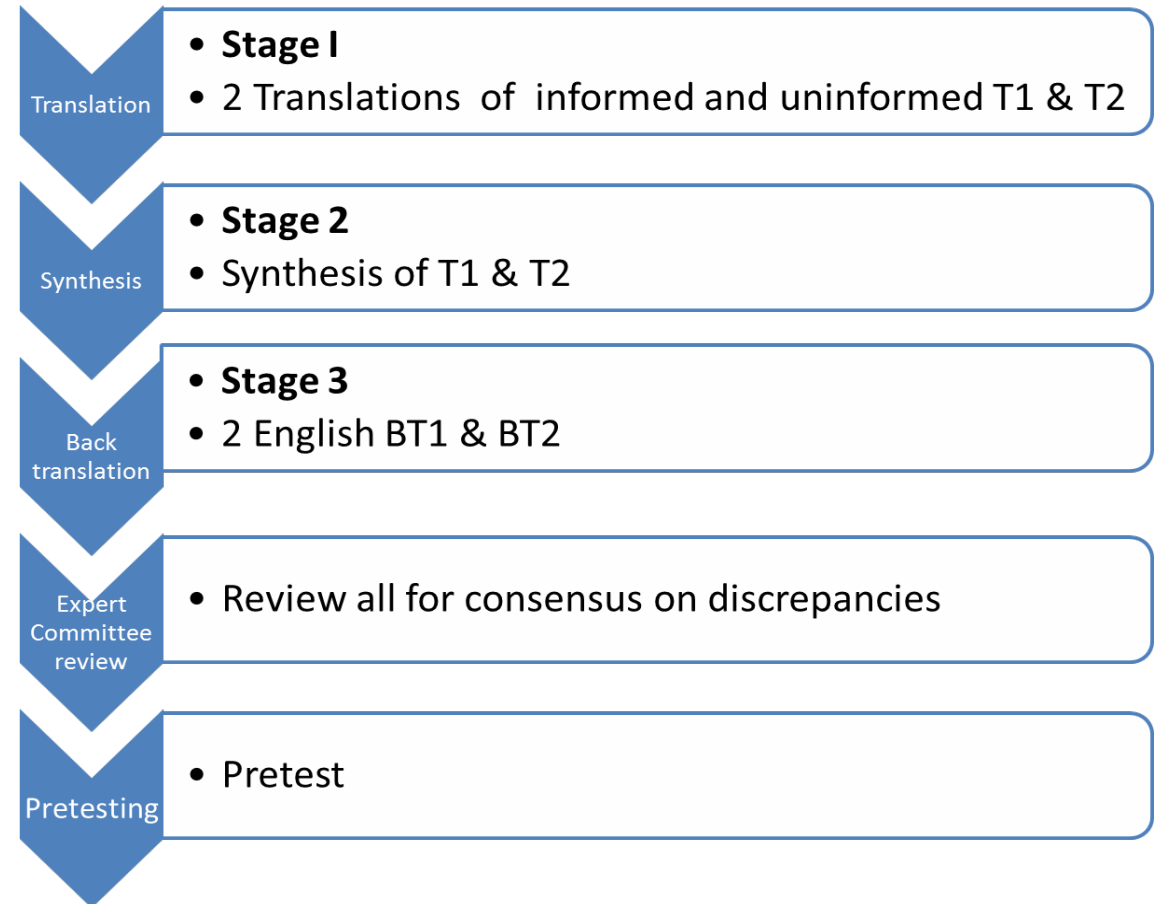 Translation
• Stage I
• 2 Translations of informed and uninformed T1 & T2
Synthesis
• Stage 2
• Synthesis of T1 & T2
Back
translation
• Stage 3
• 2 English BT1 & BT2
Expert
Committee
review
• Review all for consensus on discrepancies
Pretesting
• Pretest